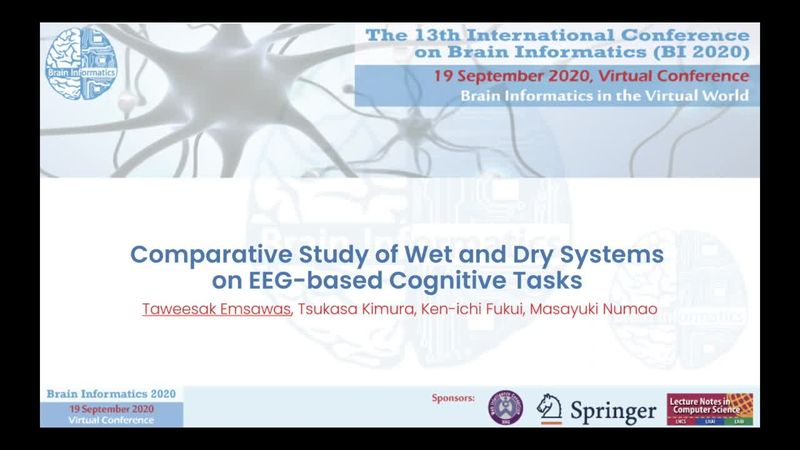 Brain Informatics
The 13th International Conference
on Brain Informatics (BI 2020)
19 September 2020, Virtual Conference
Brain Informatics in the Virtual World
Comparative Study of Wet and Dry Systems
on EEG-based Cognitive Tasks
Taweesak Emsawas, Tsukasa Kimura, Ken-ichi Fukui, Masayuki Numao
Brain Informatics 2020
19 September 2020
Virtual Conference
Sponsors:
Springer
Lecture Notes in
Computer Science
LNCS LNAI LNBI